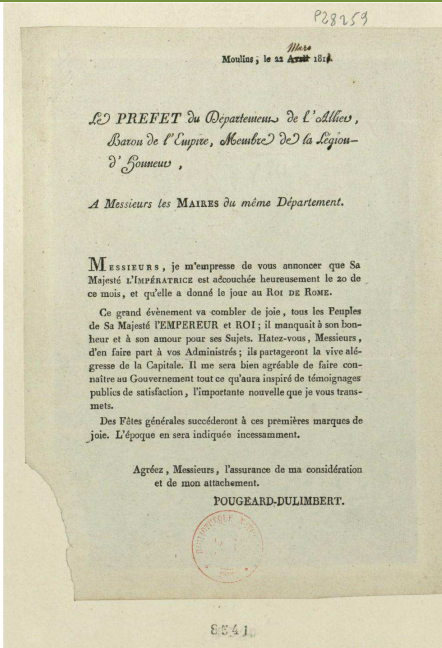 P28259
Mars
Moulins, le 22 Avril 181
LE PREFET du Département de l'Allier,
Baron de l'Empire, Membre de la Légion-
d'Honneur,
A Messieurs les MAIRES du même Département.
MESSIEURS, je m'empresse de vous annoncer que Sa
Majesté L'IMPÉRATRICE est accouchée heureusement le 20 de
ce mois, et qu'elle a donné le jour au ROI DE ROME.
Ce grand évènement va combler de joie, tous les Peuples
de Sa Majesté l'EMPEREUR et ROI; il manquait à son bon-
heur et à son amour pour ses Sujets. Hatez-vous, Messieurs,
d'en faire part à vos Administrés; ils partageront la vive alé-
gresse de la Capitale. Il me sera bien agréable de faire con-
naître au Gouvernement tout ce qu'aura inspiré de témoignages
publics de satisfaction, l'importante nouvelle que je vous trans-
mets.
Des Fêtes générales succéderont à ces premières marques de
joie. L'époque en sera indiquée incessamment.
Agréez, Messieurs, l'assurance de ma considération
et de mon attachement.
POUGEARD-DULIMBERT.
8541